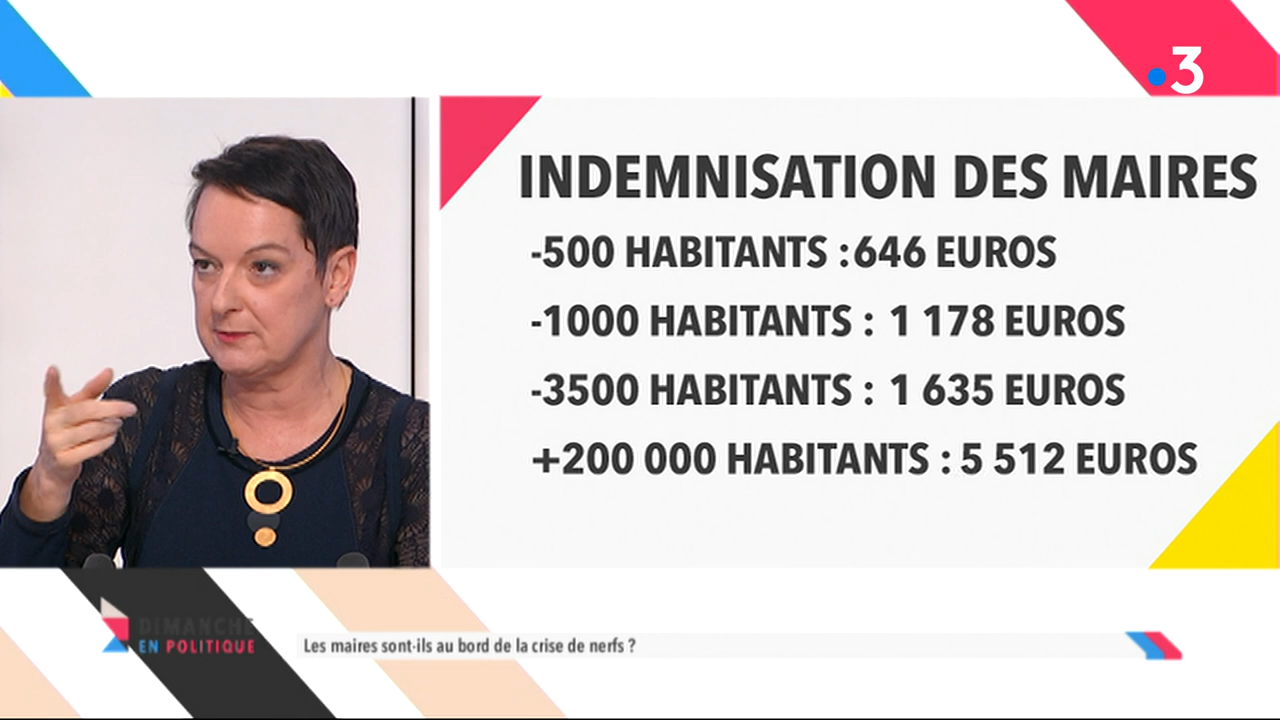 3
INDEMNISATION DES MAIRES
-500 HABITANTS :646 EUROS
-1000 HABITANTS : 1 178 EUROS
-3500 HABITANTS : 1 635 EUROS
+200 000 HABITANTS : 5 512 EUROS
DIMANCHE
EN POLITIQUE
Les maires sont-ils au bord de la crise de nerfs ?